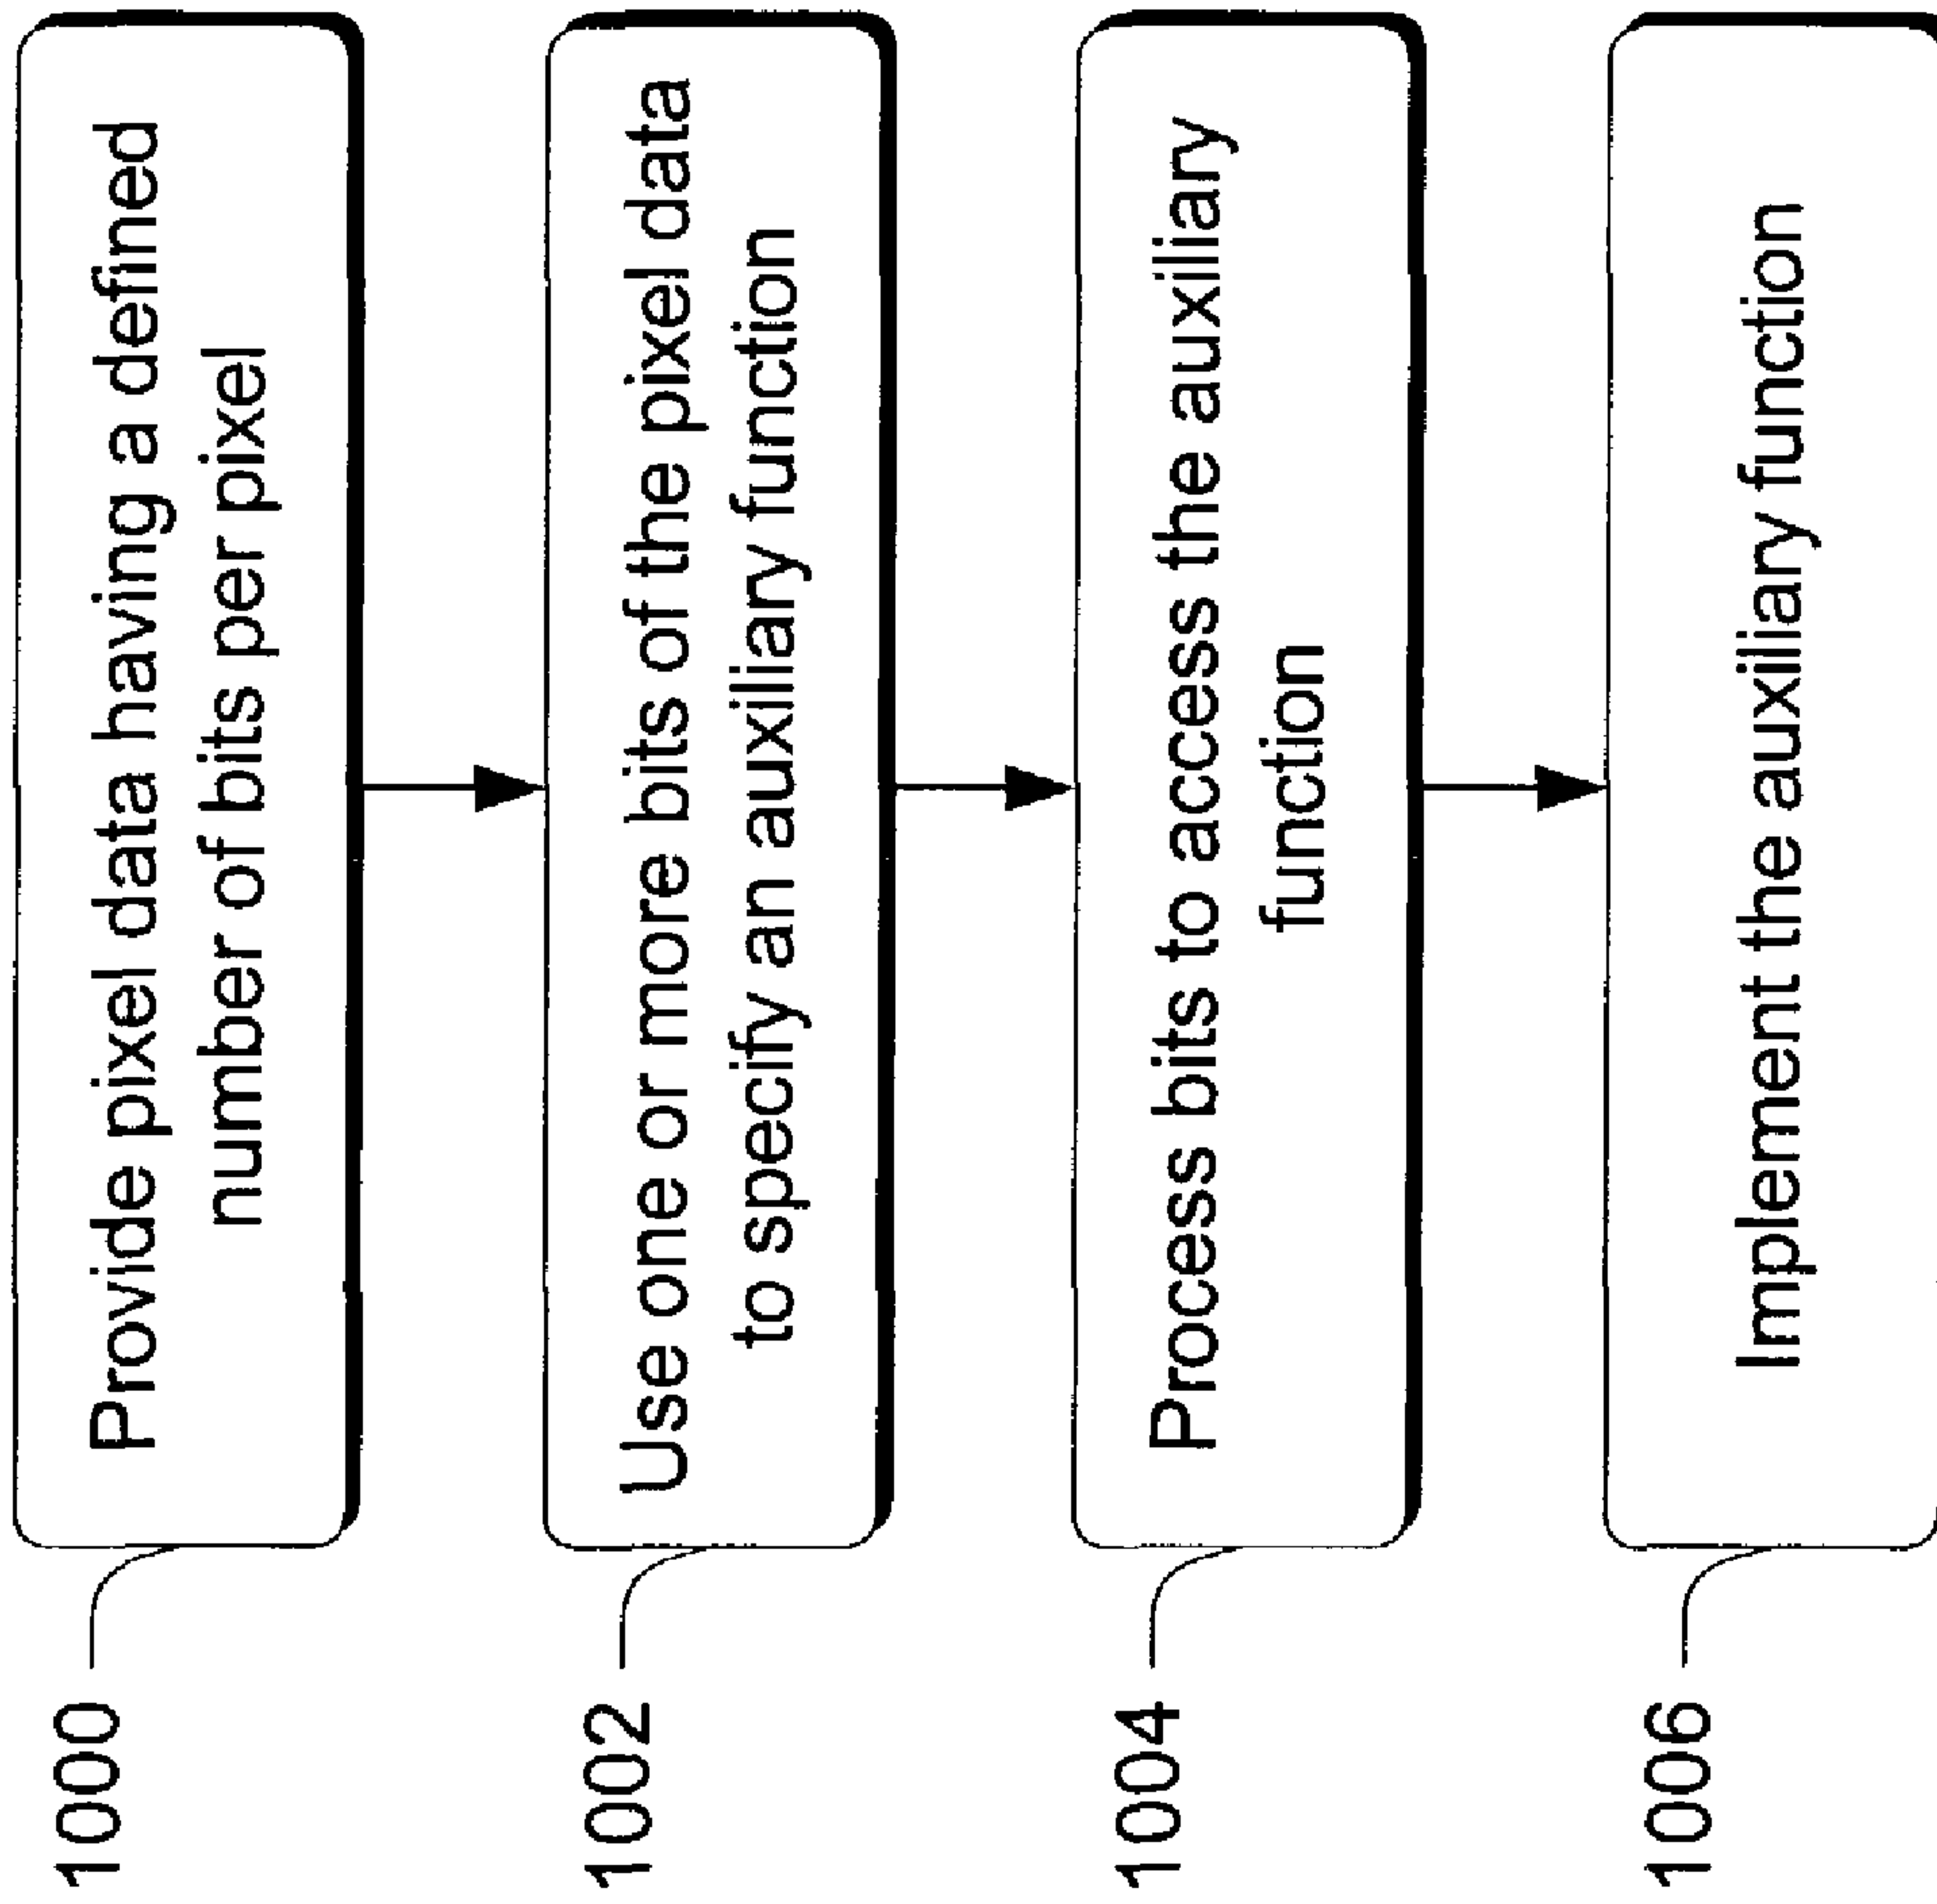 1000
Provide pixel data having a defined
number of bits per pixel
1002
Use one or more bits of the pixel data
to specify an auxiliary function
1004
Process bits to access the auxiliary
function
1006
Implement the auxiliary function